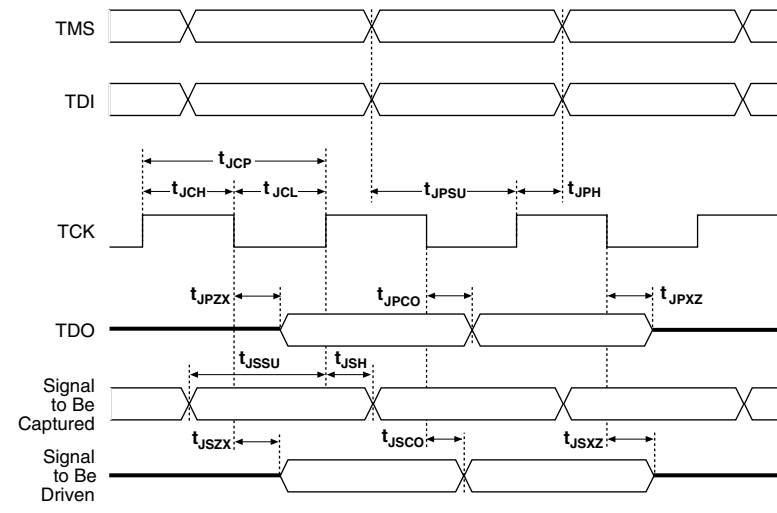 TMS
TDI
tJCP
tJCH
tJCL
tJPSU
tJPH
TCK
tJPZX
tJPCO
tJPXZ
TDO
tJSSU
tJSH
Signal
to Be
Captured
tJSZX
tJSCO
tJSXZ
Signal
to Be
Driven